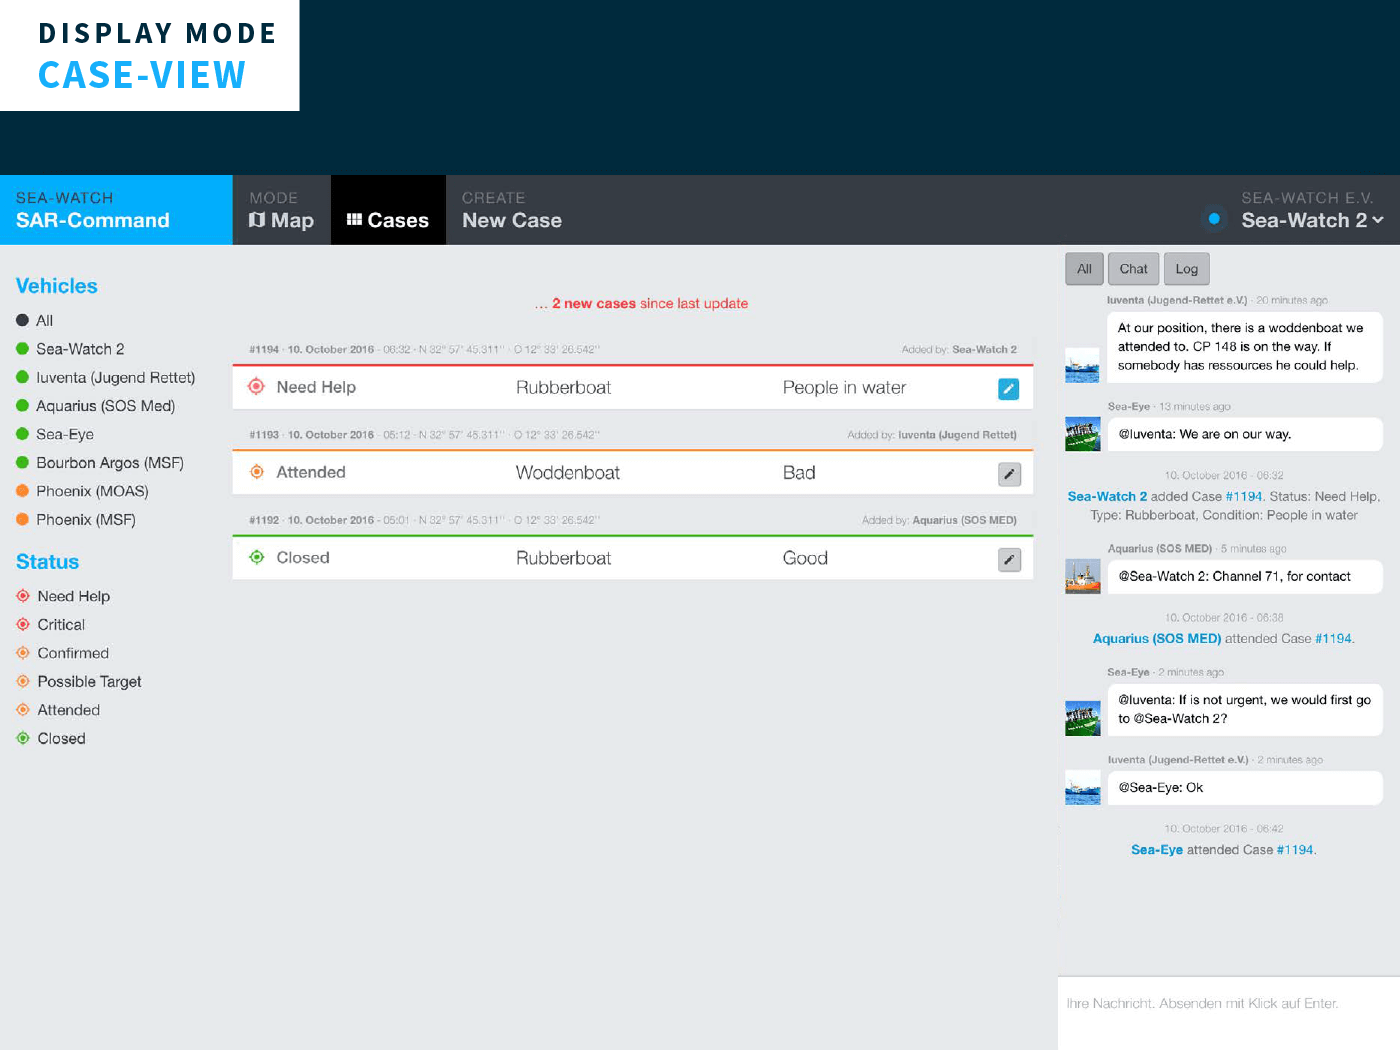 DISPLAY MODE
CASE-VIEW
SEA-WATCH
SAR-Command
MODE
Map
Cases
CREATE
New Case
SEA-WATCH E.V.
Sea-Watch 2
Vehicles
All
Sea-Watch 2
Iuventa (Jugend Rettet)
Aquarius (SOS Med)
Sea-Eye
Bourbon Argos (MSF)
Phoenix (MOAS)
Phoenix (MSF)
Status
Need Help
Critical
Confirmed
Possible Target
Attended
Closed
... 2 new cases since last update
#1194 · 10. October 2016 - 06:32 · N 32° 57' 45.311'' · O 12° 33' 26.542''
Added by: Sea-Watch 2
Need Help Rubberboat People in water
#1193 · 10. October 2016 - 05:12 · N 32° 57' 45.311'' · O 12° 33' 26.542''
Added by: Iuventa (Jugend Rettet)
Attended Woddenboat Bad
#1192 · 10. October 2016 - 05:01 · N 32° 57' 45.311'' · O 12° 33' 26.542''
Added by: Aquarius (SOS MED)
Closed Rubberboat Good
All Chat Log
Iuventa (Jugend-Rettet e.V.) · 20 minutes ago
At our position, there is a woddenboat we
attended to. CP 148 is on the way. If
somebody has ressources he could help.
Sea-Eye · 13 minutes ago
@Iuventa: We are on our way.
10. October 2016 - 06:32
Sea-Watch 2 added Case #1194. Status: Need Help,
Type: Rubberboat, Condition: People in water
Aquarius (SOS MED) · 5 minutes ago
@Sea-Watch 2: Channel 71, for contact
10. October 2016 - 06:38
Aquarius (SOS MED) attended Case #1194.
Sea-Eye · 2 minutes ago
@Iuventa: If is not urgent, we would first go
to @Sea-Watch 2?
Iuventa (Jugend-Rettet e.V.) · 2 minutes ago
@Sea-Eye: Ok
10. October 2016 - 06:42
Sea-Eye attended Case #1194.
Ihre Nachricht. Absenden mit Klick auf Enter.